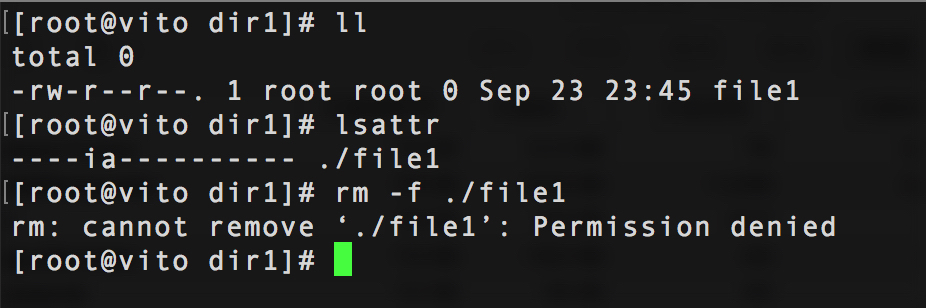 [[root@vito dir1]# ll
total 0
-rw-r--r--. 1 root root 0 Sep 23 23:45 file1
[[root@vito dir1]# lsattr
----ia---------- ./file1
[[root@vito dir1]# rm -f ./file1
rm: cannot remove ‘./file1’: Permission denied
[root@vito dir1]#